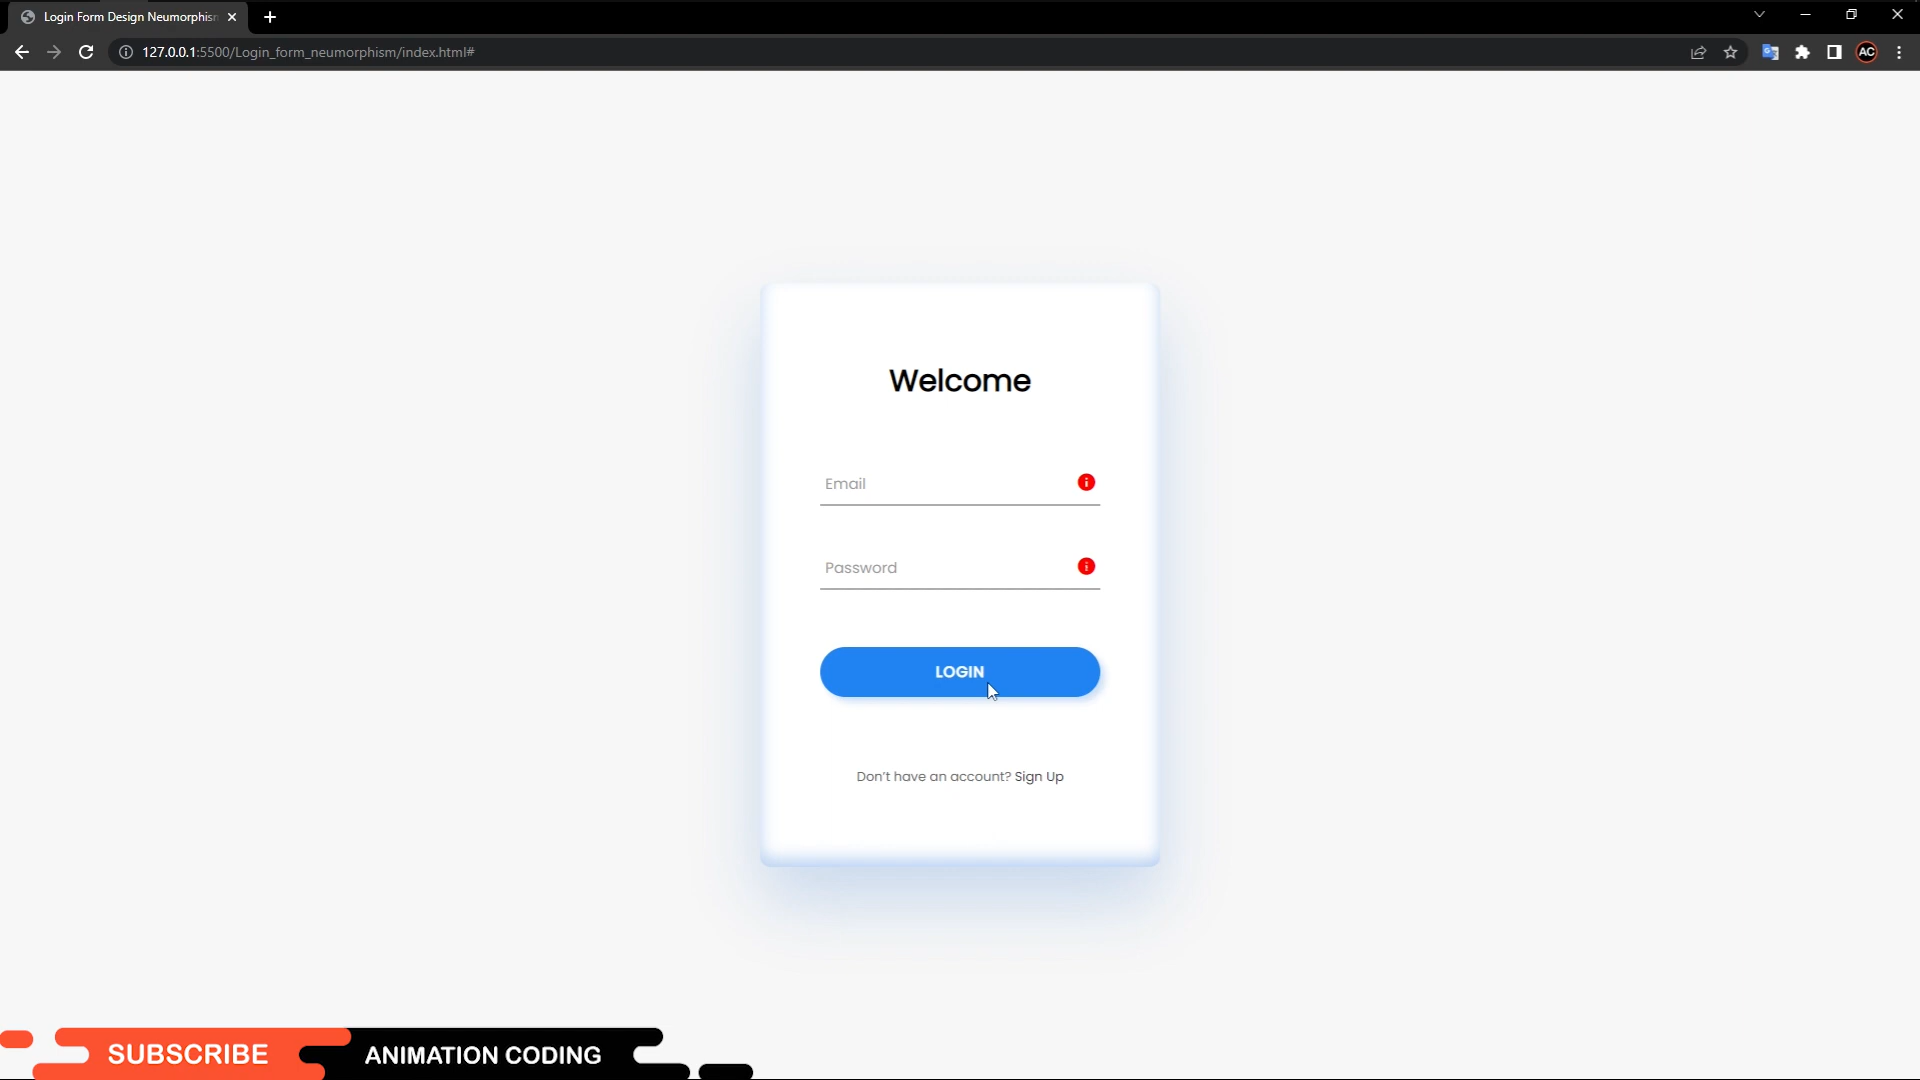 Login Form Design Neumorphism
127.0.0.1:5500/Login_form_neumorphism/index.html#
AC
Welcome
Email
Password
LOGIN
Don't have an account? Sign Up
SUBSCRIBE
ANIMATION CODING